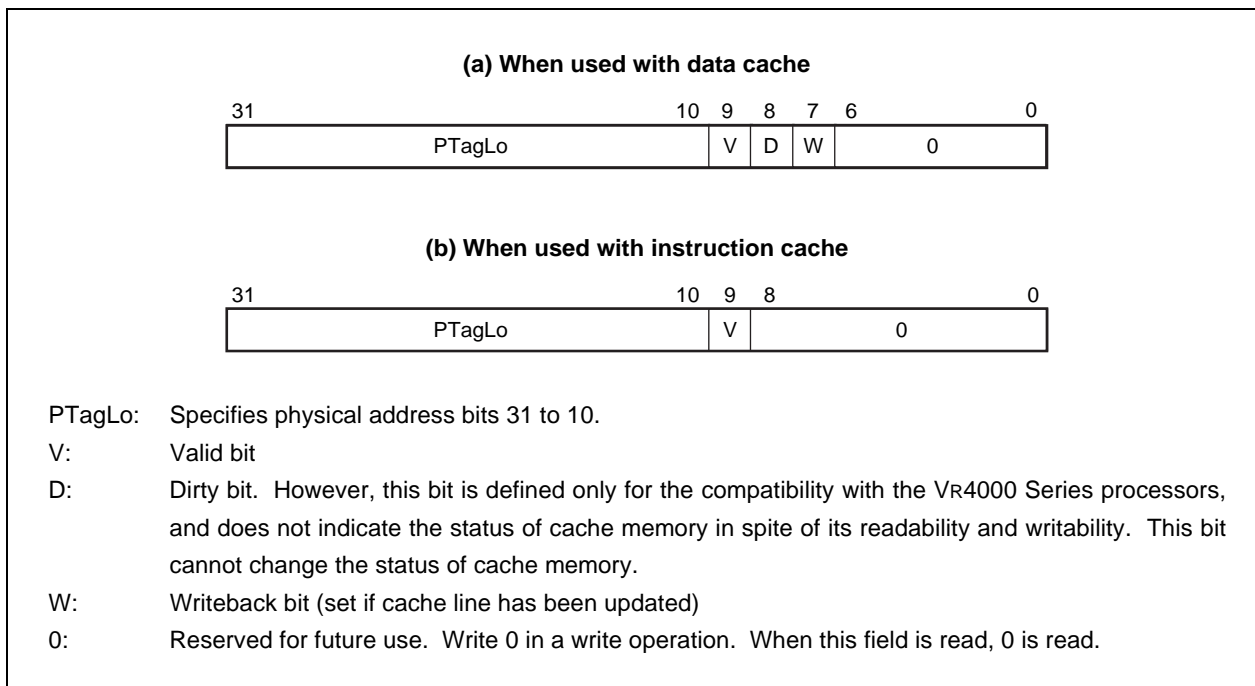 (a) When used with data cache
31 10 9 8 7 6 0
PTagLo V D W 0
(b) When used with instruction cache
31 10 9 8 0
PTagLo V 0
PTagLo: Specifies physical address bits 31 to 10.
V: Valid bit
D: Dirty bit. However, this bit is defined only for the compatibility with the VR4000 Series processors,
and does not indicate the status of cache memory in spite of its readability and writability. This bit
cannot change the status of cache memory.
W: Writeback bit (set if cache line has been updated)
0: Reserved for future use. Write 0 in a write operation. When this field is read, 0 is read.